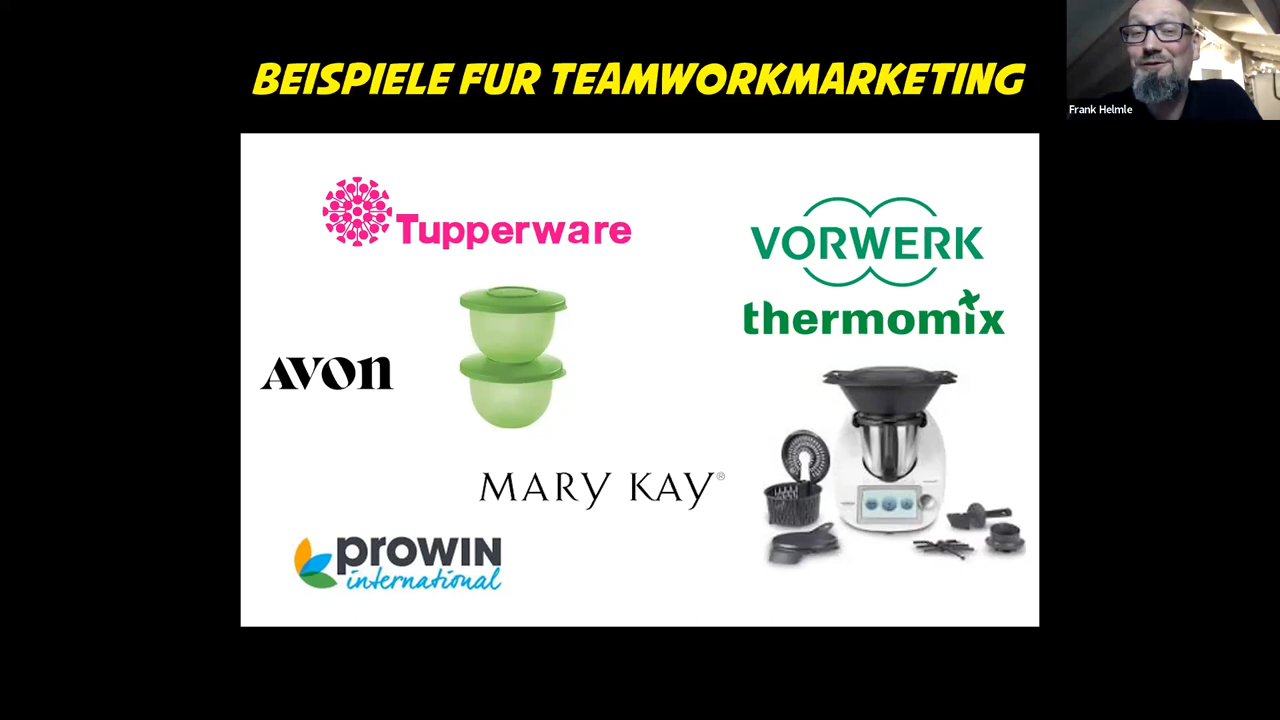 BEISPIELE FUR TEAMWORKMARKETING
Frank Helmle
Tupperware
VORWERK
thermomix
AVON
MARY KAY®
proWIN
international